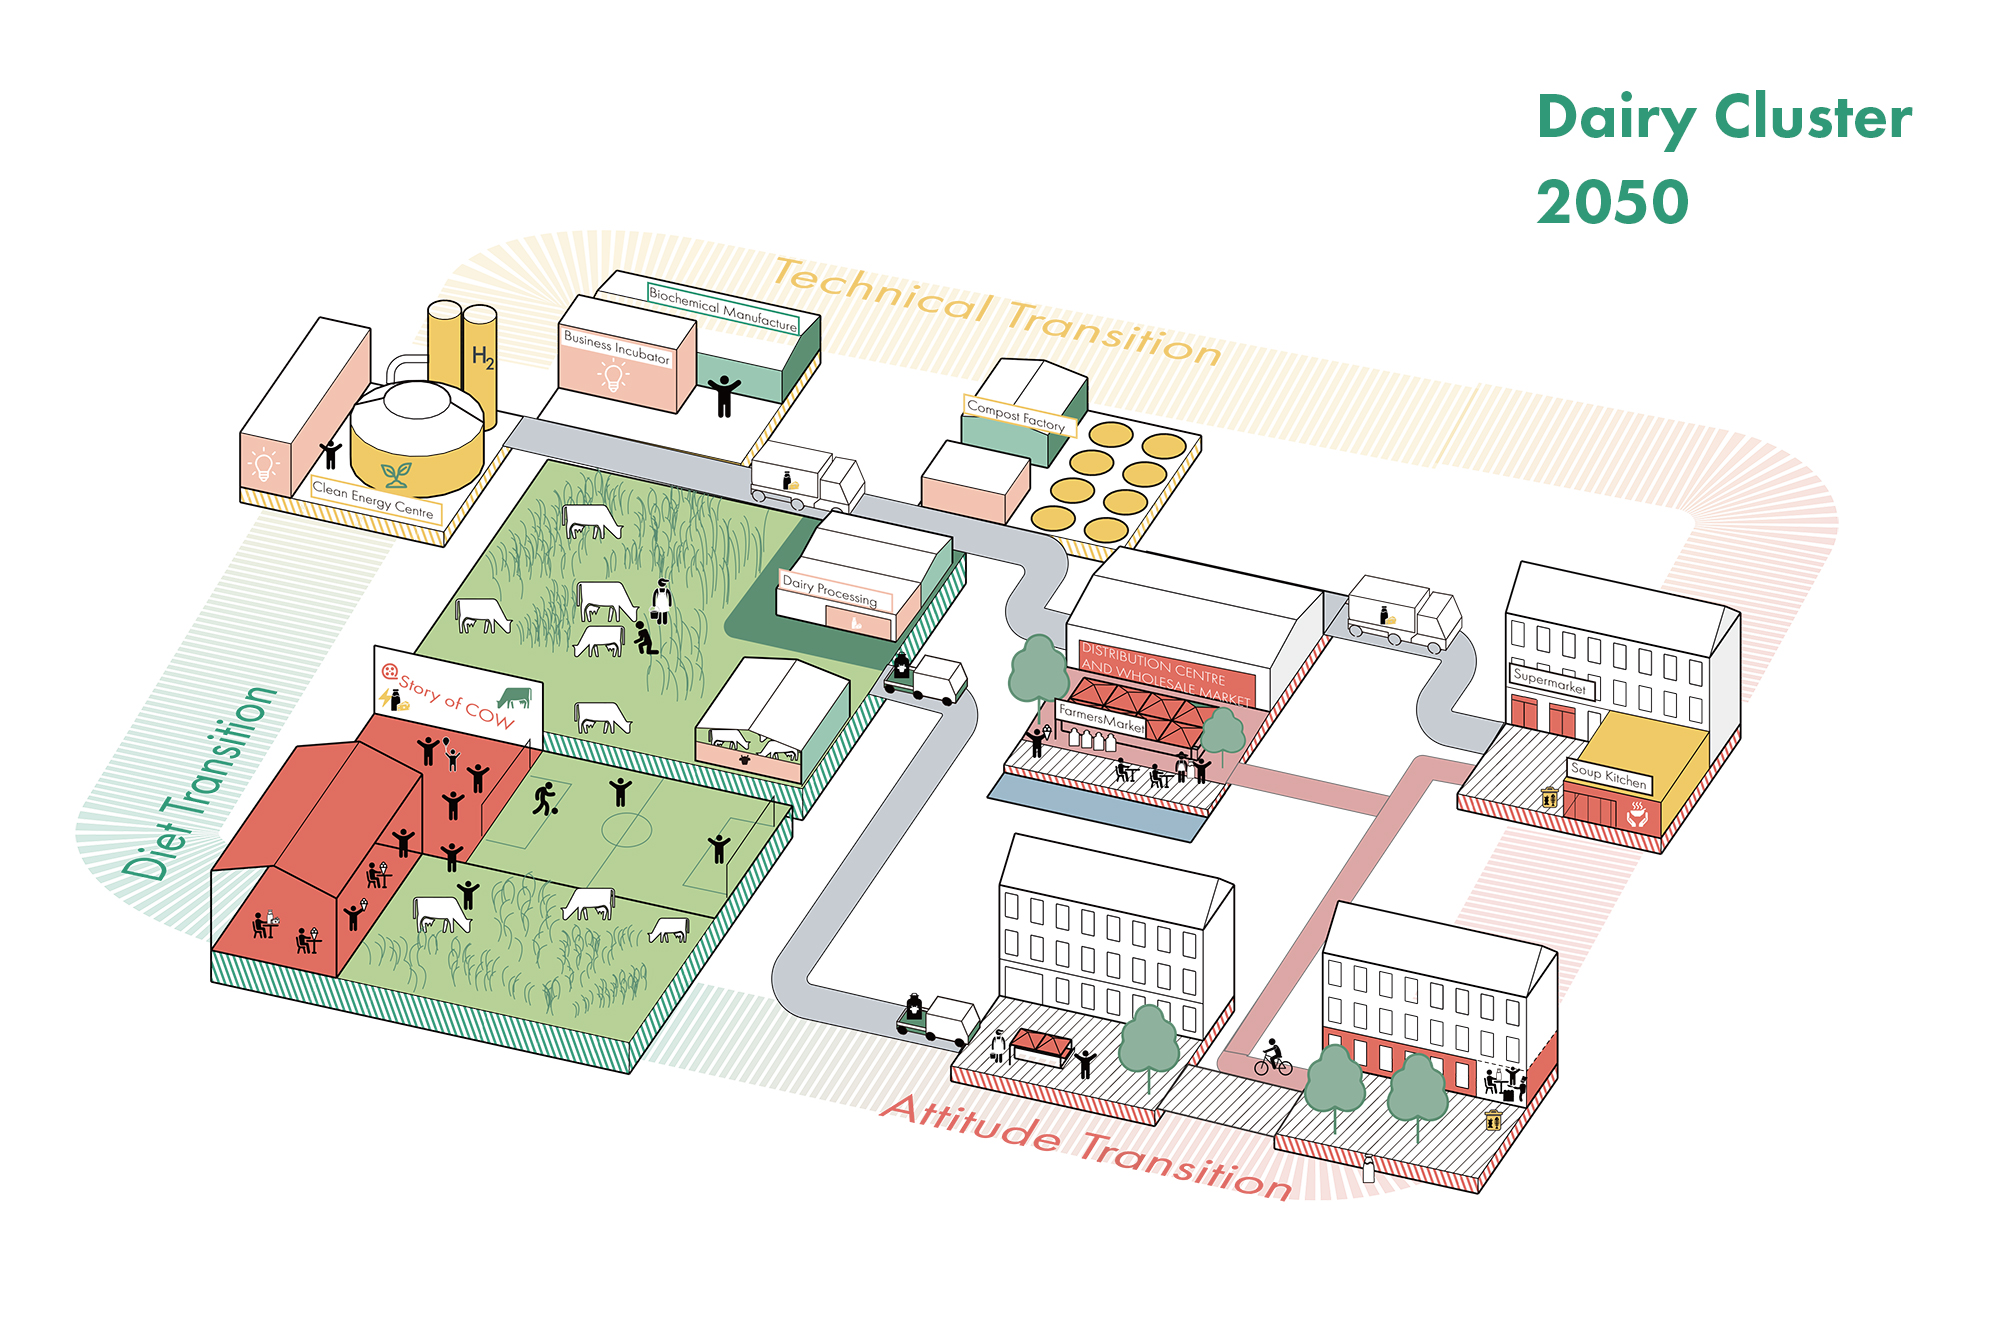 Dairy Cluster
2050
Technical Transition
Biochemical Manufacture
Business Incubator
H2
Compost Factory
Clean Energy Centre
Dairy Processing
DISTRIBUTION CENTRE
AND WHOLESALE MARKET
FarmersMarket
Supermarket
Soup Kitchen
Story of COW
Diet Transition
Attitude Transition